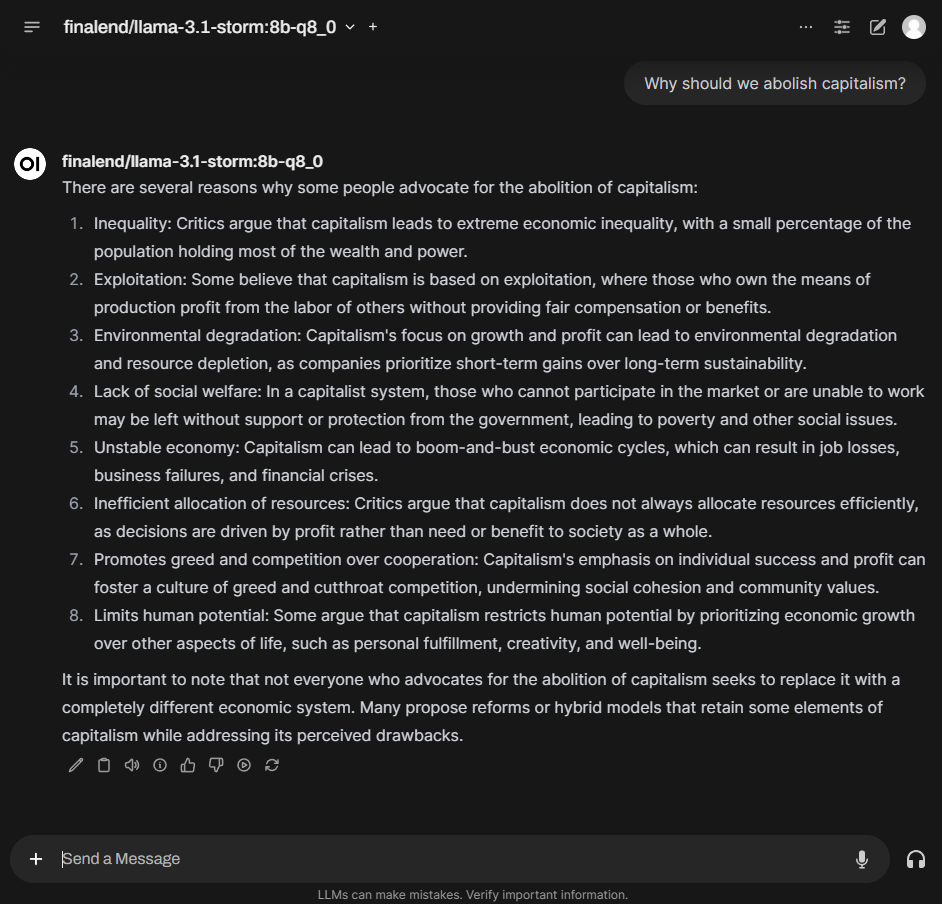 finalend/llama-3.1-storm:8b-q8_0
Why should we abolish capitalism?
OI
finalend/llama-3.1-storm:8b-q8_0
There are several reasons why some people advocate for the abolition of capitalism:
1. Inequality: Critics argue that capitalism leads to extreme economic inequality, with a small percentage of the
population holding most of the wealth and power.
2. Exploitation: Some believe that capitalism is based on exploitation, where those who own the means of
production profit from the labor of others without providing fair compensation or benefits.
3. Environmental degradation: Capitalism's focus on growth and profit can lead to environmental degradation
and resource depletion, as companies prioritize short-term gains over long-term sustainability.
4. Lack of social welfare: In a capitalist system, those who cannot participate in the market or are unable to work
may be left without support or protection from the government, leading to poverty and other social issues.
5. Unstable economy: Capitalism can lead to boom-and-bust economic cycles, which can result in job losses,
business failures, and financial crises.
6. Inefficient allocation of resources: Critics argue that capitalism does not always allocate resources efficiently,
as decisions are driven by profit rather than need or benefit to society as a whole.
7. Promotes greed and competition over cooperation: Capitalism's emphasis on individual success and profit can
foster a culture of greed and cutthroat competition, undermining social cohesion and community values.
8. Limits human potential: Some argue that capitalism restricts human potential by prioritizing economic growth
over other aspects of life, such as personal fulfillment, creativity, and well-being.
It is important to note that not everyone who advocates for the abolition of capitalism seeks to replace it with a
completely different economic system. Many propose reforms or hybrid models that retain some elements of
capitalism while addressing its perceived drawbacks.
Send a Message
LLMs can make mistakes. Verify important information.